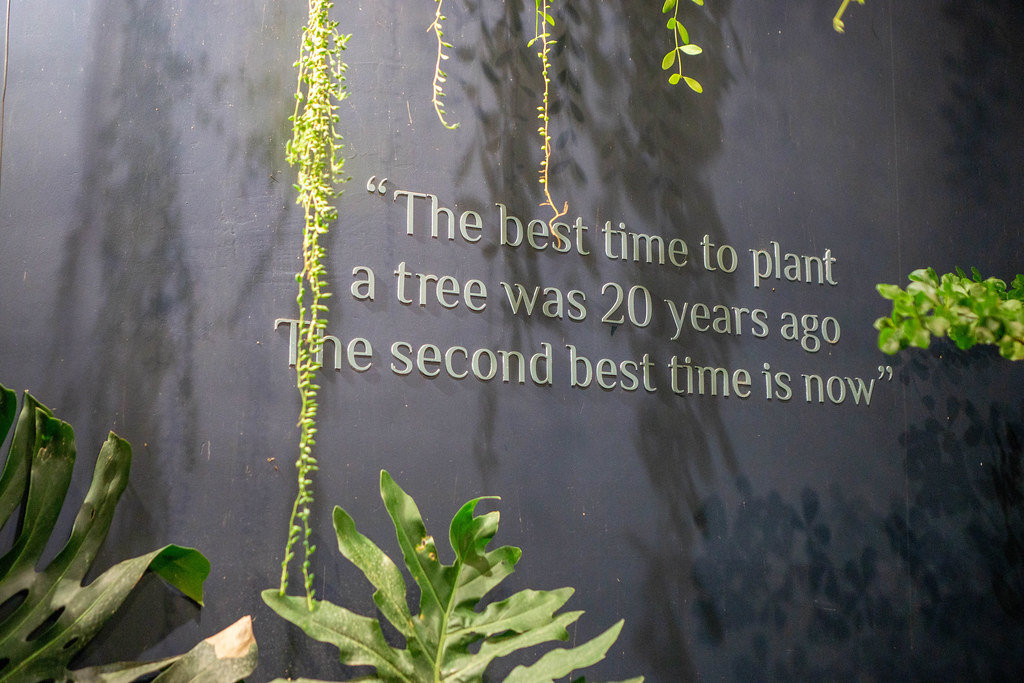 “The best time to plant
a tree was 20 years ago
The second best time is now”